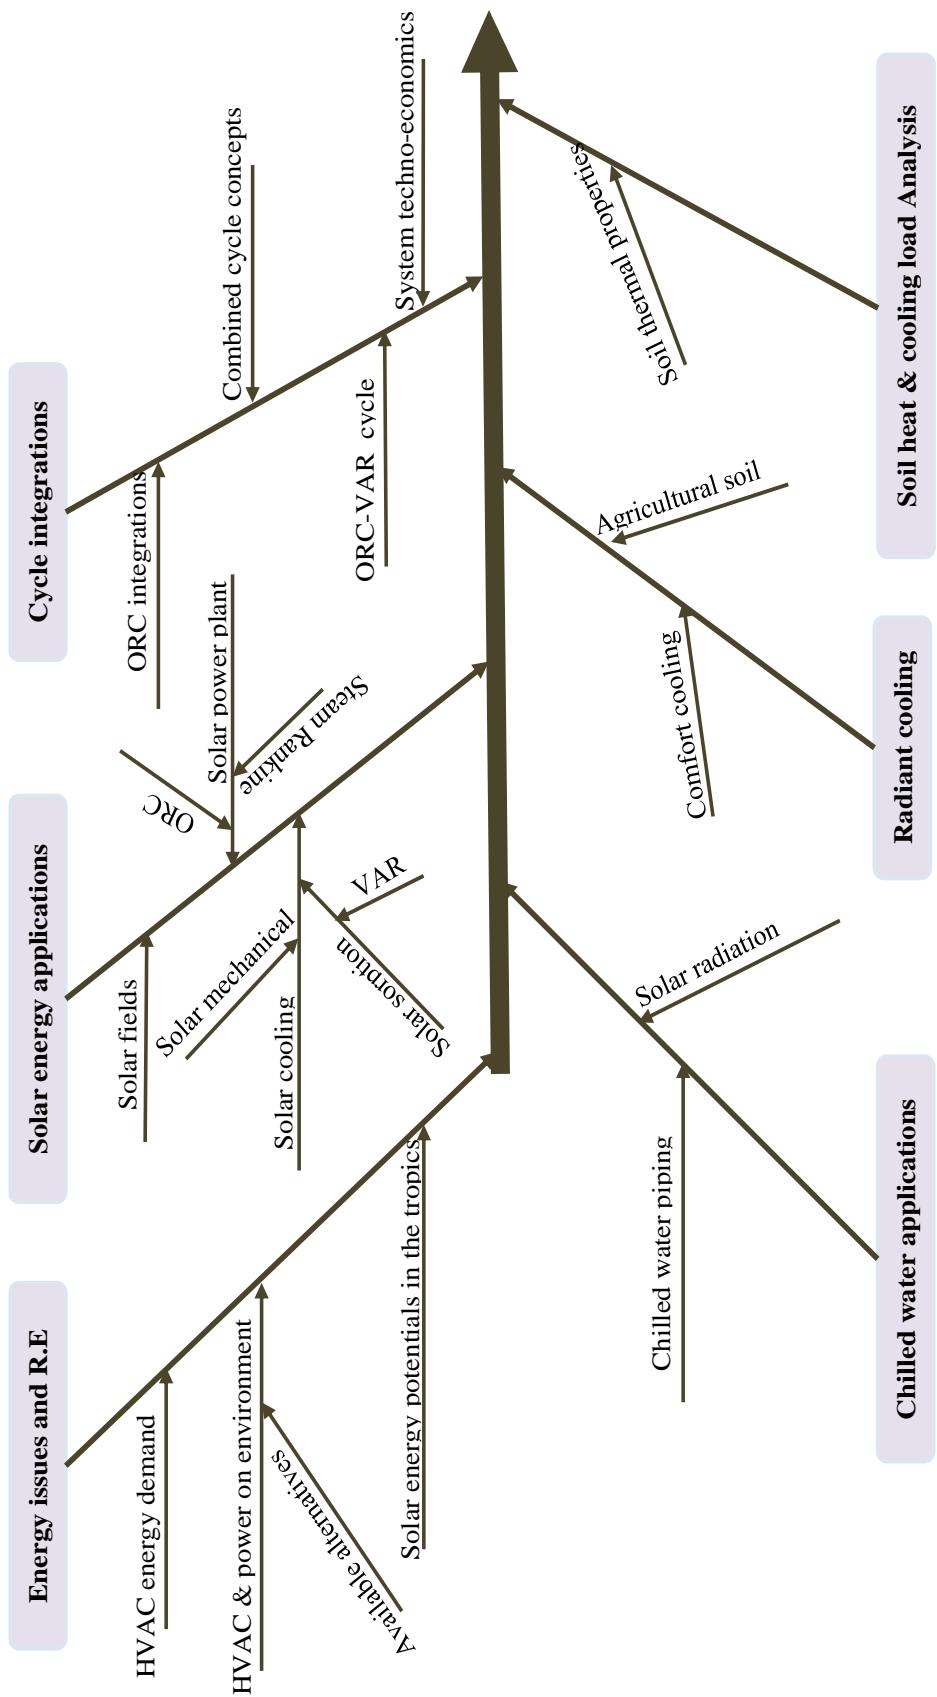 Energy issues and R.E
HVAC energy demand
HVAC & power on environment
Available alternatives
Solar energy potentials in the tropics
Solar energy applications
Solar fields
Solar mechanical
Solar cooling
Solar sorption
VAR
ORC
Solar power plant
Steam Rankine
Cycle integrations
ORC integrations
Combined cycle concepts
ORC-VAR cycle
System techno-economics
Chilled water applications
Chilled water piping
Solar radiation
Radiant cooling
Comfort cooling
Agricultural soil
Soil heat & cooling load Analysis
Soil thermal properties